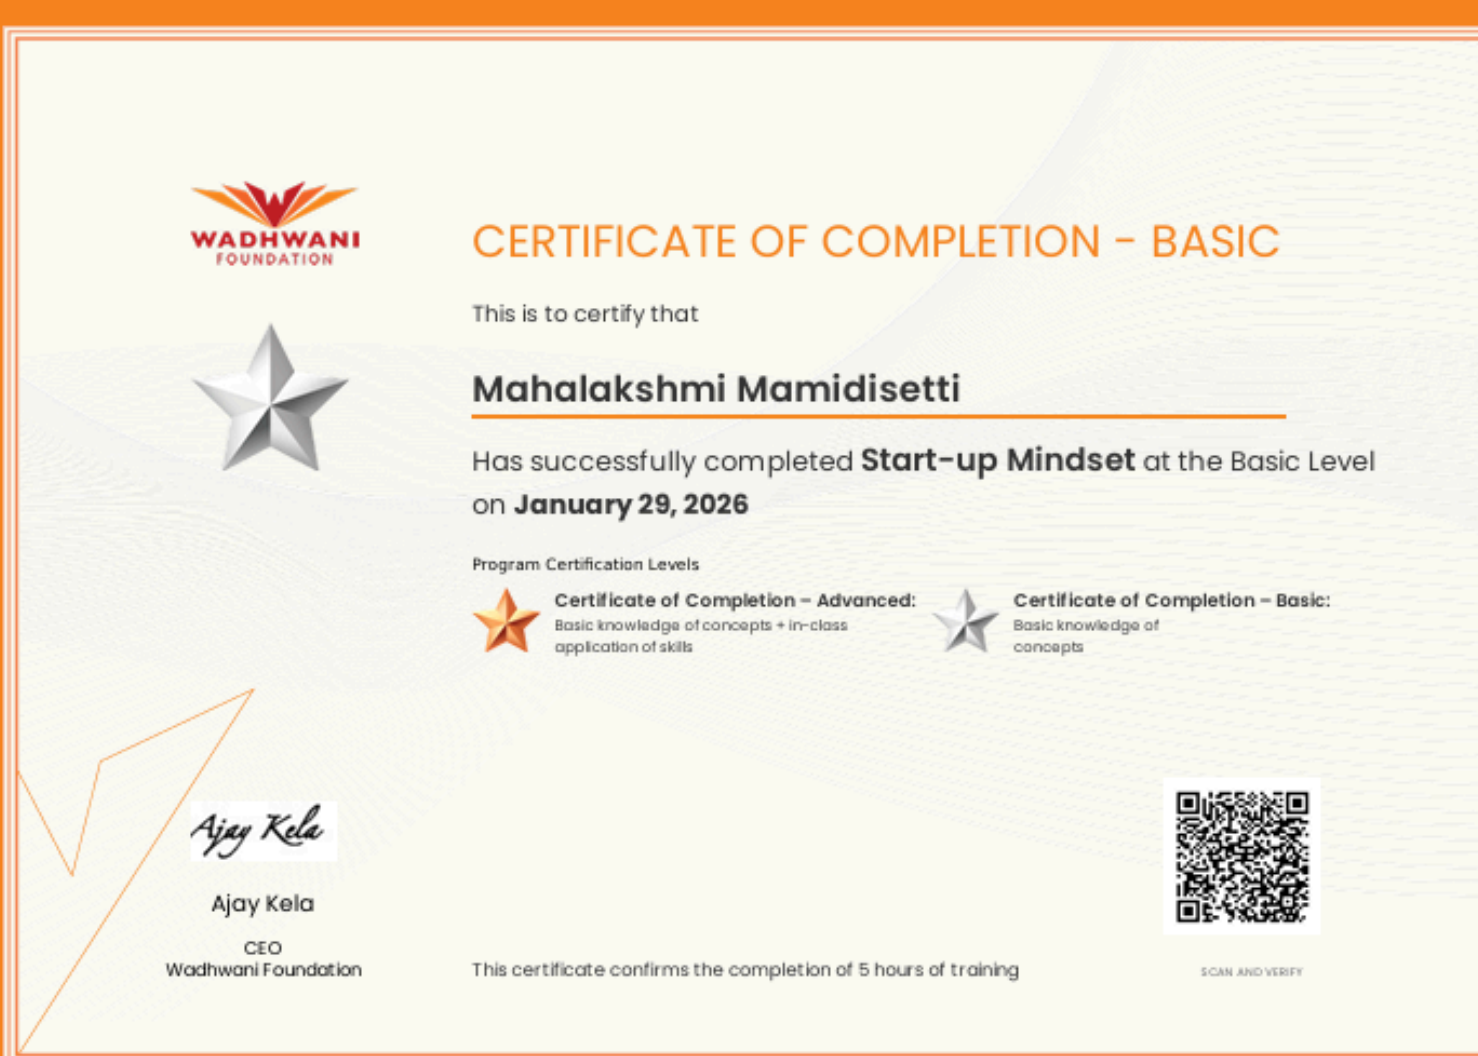 WADHWANI
FOUNDATION
CERTIFICATE OF COMPLETION - BASIC
This is to certify that
Mahalakshmi Mamidisetti
Has successfully completed Start-up Mindset at the Basic Level
on January 29, 2026
Program Certification Levels
Certificate of Completion – Advanced:
Basic knowledge of concepts + in-class
application of skills
Certificate of Completion – Basic:
Basic knowledge of
concepts
Ajay Kela
Ajay Kela
CEO
Wadhwani Foundation
This certificate confirms the completion of 5 hours of training
SCAN AND VERIFY